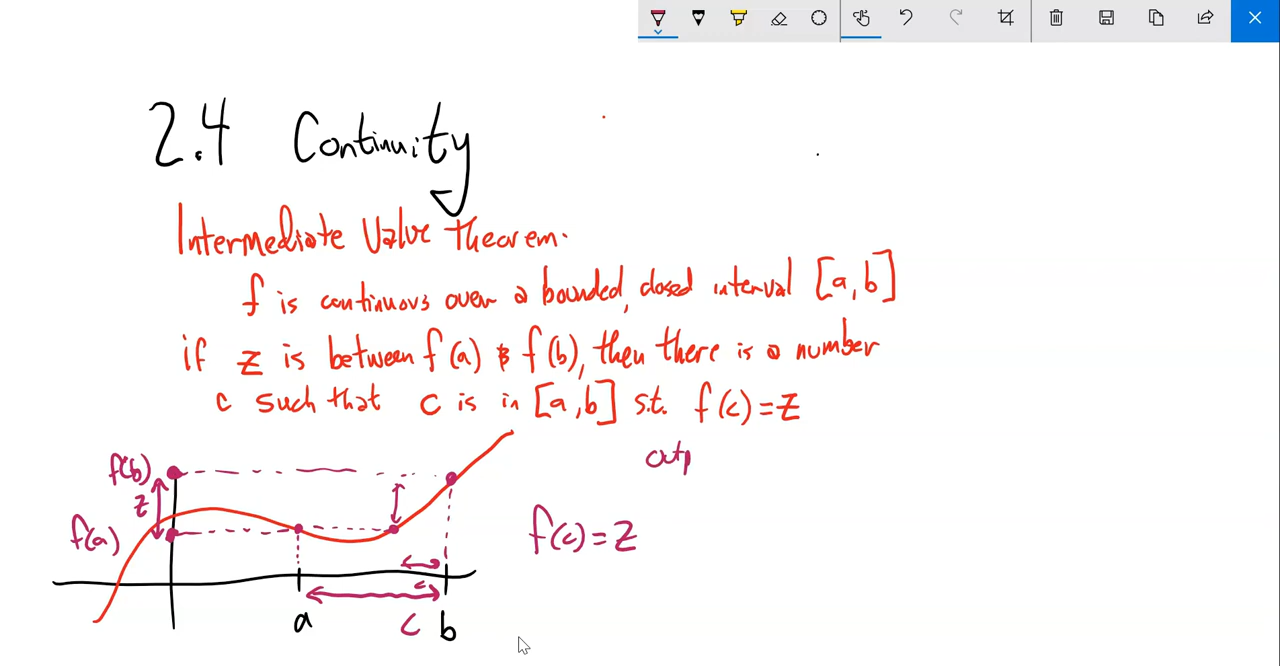 2.4 Continuity
Intermediate Value Theorem.
f is continuous over a bounded, closed interval [a,b]
if z is between f(a) & f(b), then there is a number
c such that c is in [a,b] s.t. f(c)=z
outp
f(b)
z
f(a)
f(c)=z
c
a
c
b